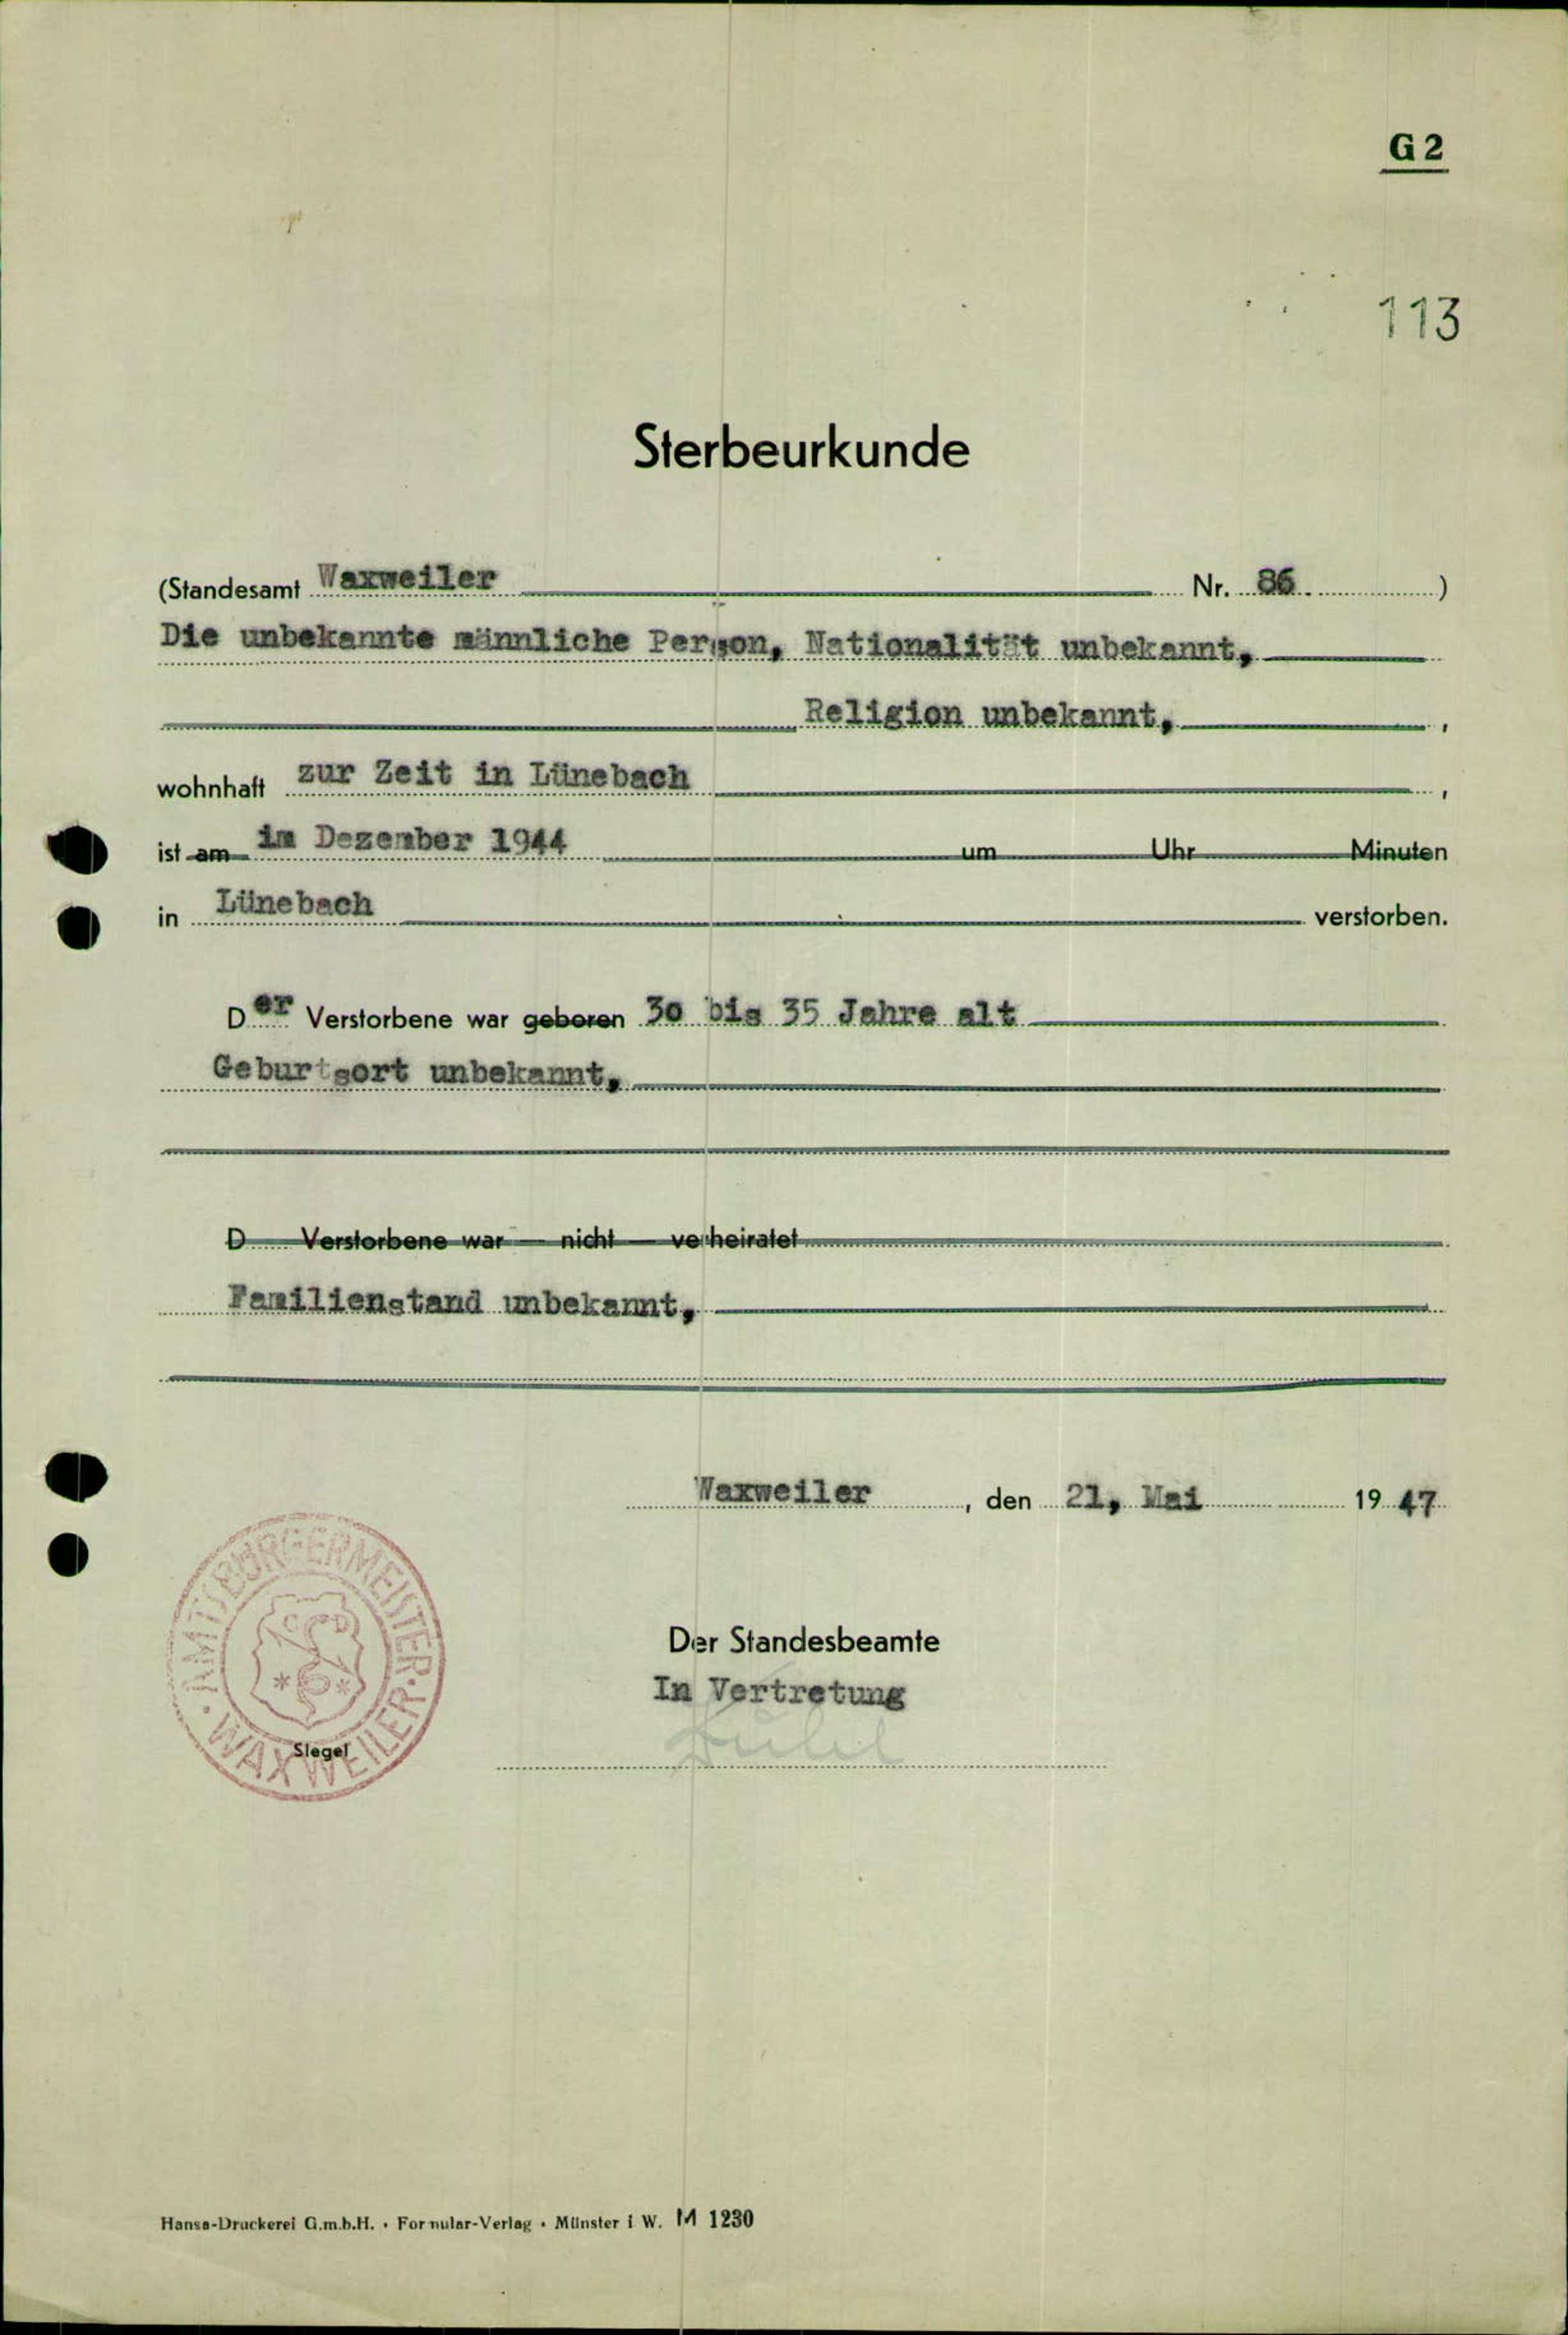 G 2
113
Sterbeurkunde
(Standesamt Waxweiler Nr. 86. )
Die unbekannte männliche Person, Nationalität unbekannt,
Religion unbekannt, ,
wohnhaft zur Zeit in Lünebach ,
ist am im Dezember 1944 um Uhr Minuten
in Lünebach verstorben.
Der Verstorbene war geboren 30 bis 35 Jahre alt
Geburtsort unbekannt,
D Verstorbene war nicht verheiratet
Familienstand unbekannt,
Waxweiler , den 21, Mai 1947
AMTSBÜRGERMEISTER
· WAXWEILER ·
Siegel
Der Standesbeamte
In Vertretung
Hansa-Druckerei G.m.b.H. • Formular-Verlag • Münster i W. M 1230